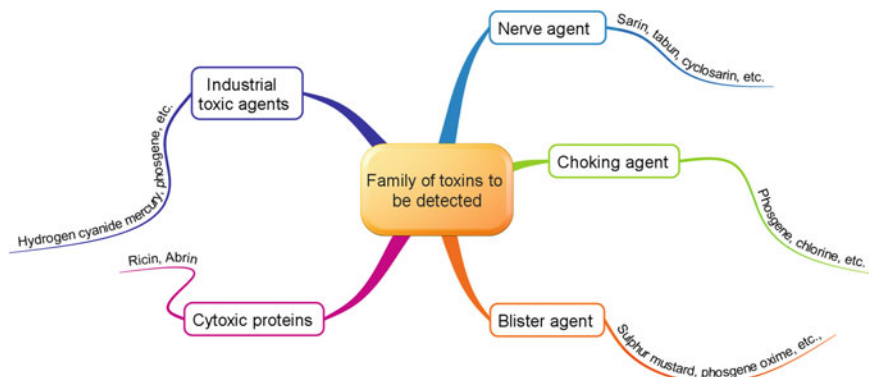 Nerve agent
Sarin, tabun, cyclosarin, etc.
Industrial
toxic agents
Hydrogen cyanide mercury, phosgene, etc.
Family of toxins to
be detected
Choking agent
Phosgene, chlorine, etc.
Ricin, Abrin
Cytoxic proteins
Blister agent
Sulphur mustard, phosgene oxime, etc.,